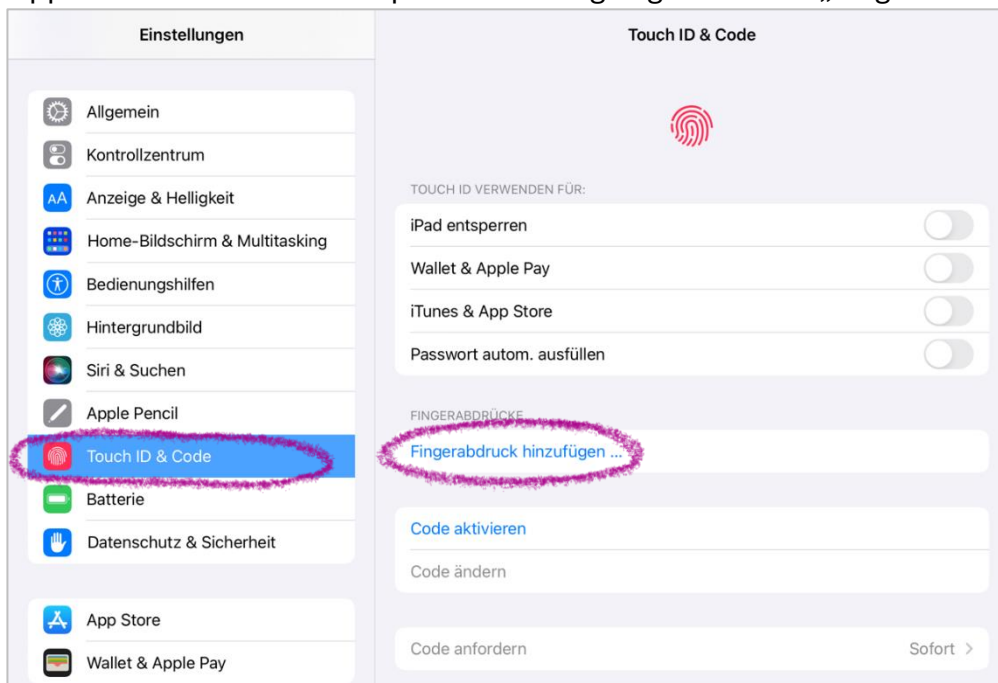 Einstellungen
Allgemein
Kontrollzentrum
AA Anzeige & Helligkeit
Home-Bildschirm & Multitasking
Bedienungshilfen
Hintergrundbild
Siri & Suchen
Apple Pencil
Touch ID & Code
Batterie
Datenschutz & Sicherheit
App Store
Wallet & Apple Pay
Touch ID & Code
TOUCH ID VERWENDEN FÜR:
iPad entsperren
Wallet & Apple Pay
iTunes & App Store
Passwort autom. ausfüllen
FINGERABDRÜCKE
Fingerabdruck hinzufügen ...
Code aktivieren
Code ändern
Code anfordern Sofort >